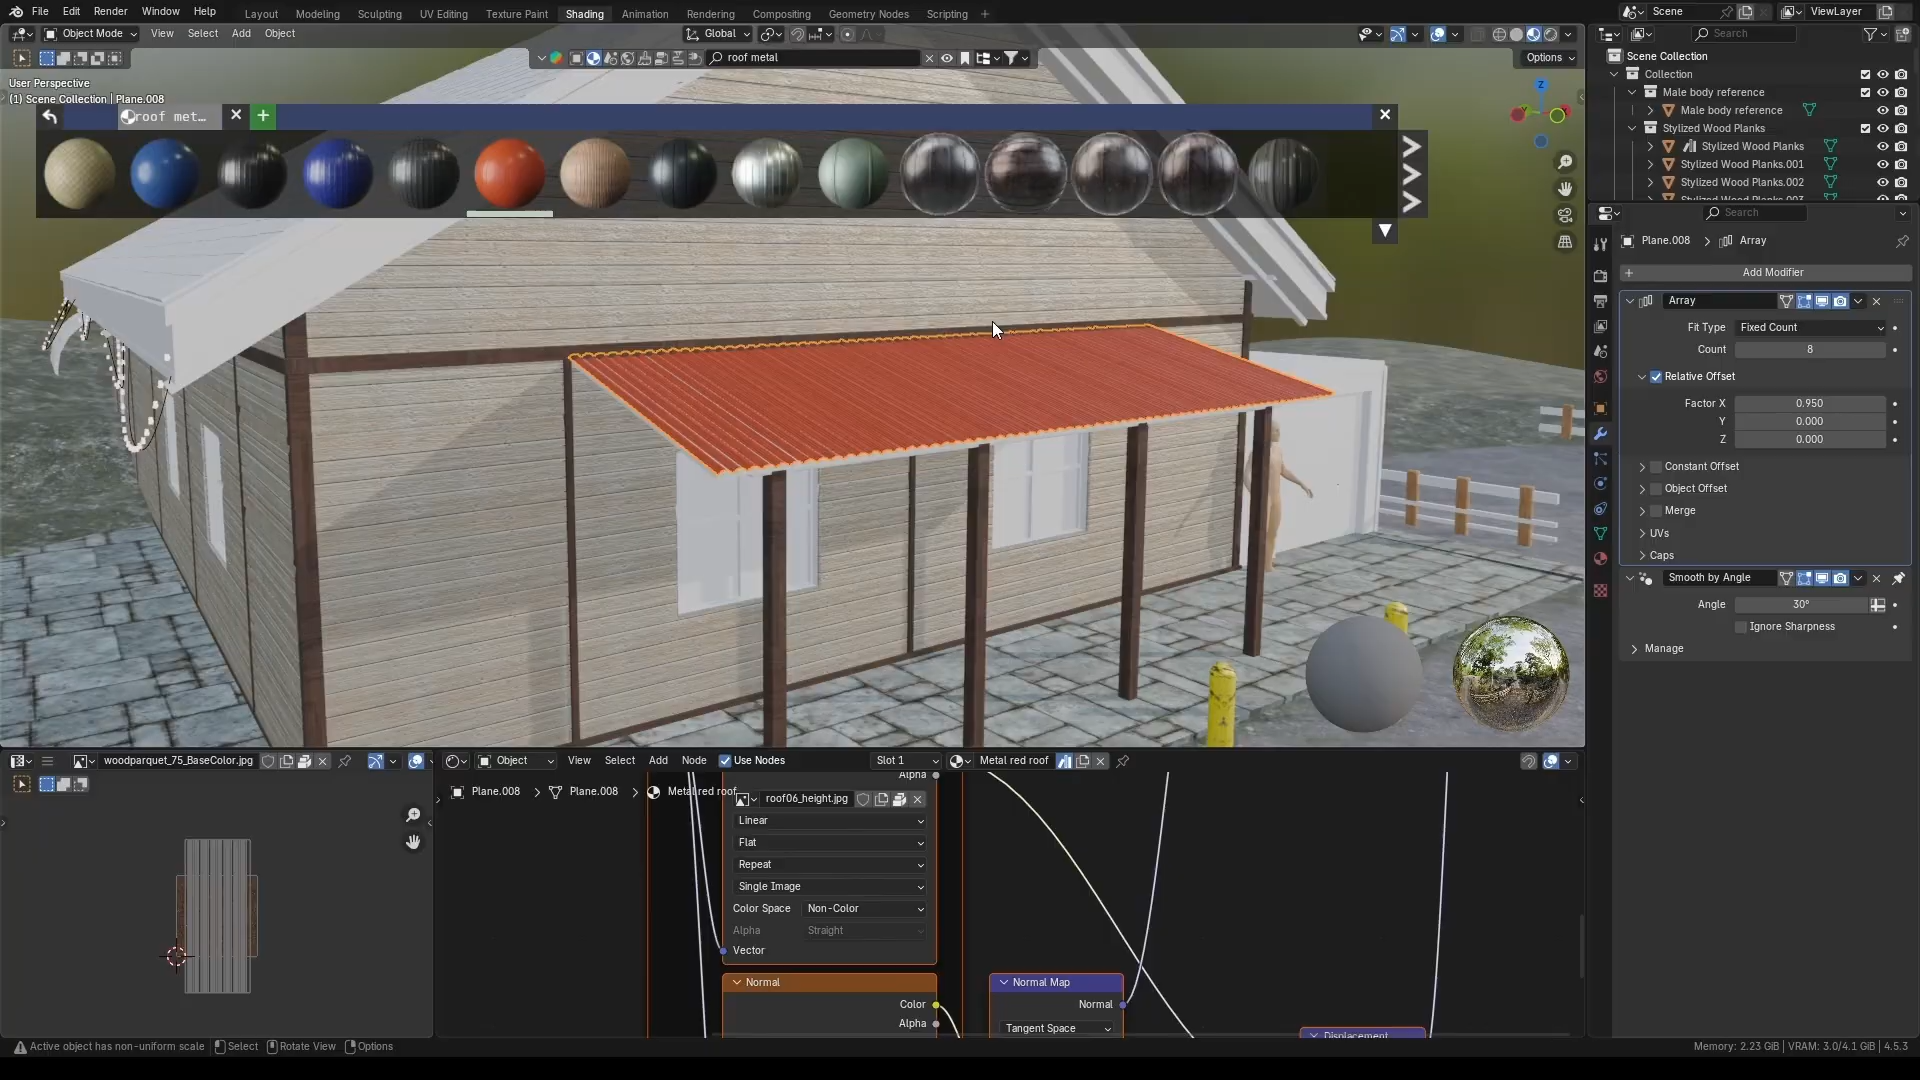 File Edit Render Window Help Layout Modeling Sculpting UV Editing Texture Paint Shading Animation Rendering Compositing Geometry Nodes Scripting + Scene ViewLayer
Object Mode View Select Add Object Global Search
roof metal Options
User Perspective
(1) Scene Collection | Plane.008
roof met...
Scene Collection
Collection
Male body reference
Male body reference
Stylized Wood Planks
Stylized Wood Planks
Stylized Wood Planks.001
Stylized Wood Planks.002
Search
Plane.008 Array
Add Modifier
Array
Fit Type Fixed Count
Count 8
Relative Offset
Factor X 0.950
Y 0.000
Z 0.000
Constant Offset
Object Offset
Merge
UVs
Caps
Smooth by Angle
Angle 30°
Ignore Sharpness
Manage
woodparquet_75_BaseColor.jpg
Object View Select Add Node Use Nodes Slot 1 Metal red roof
Plane.008 Plane.008 Metal red roof
Alpha
roof06_height.jpg
Linear
Flat
Repeat
Single Image
Color Space Non-Color
Alpha Straight
Vector
Normal
Color
Alpha
Normal Map
Normal
Tangent Space
Displacement
Active object has non-uniform scale Select Rotate View Options
Memory: 2.23 GiB | VRAM: 3.0/4.1 GiB | 4.5.3